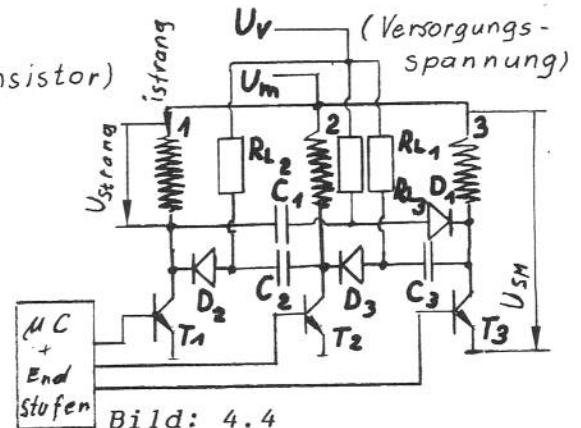 Uv
(Versorgungs-
spannung)
nsistor)
istrang
Um
1
2
3
Ustrang
RL2
RL1
RL3
C1
D1
D2
C2
D3
C3
USM
T1
T2
T3
µC
+
End
stufen
Bild: 4.4